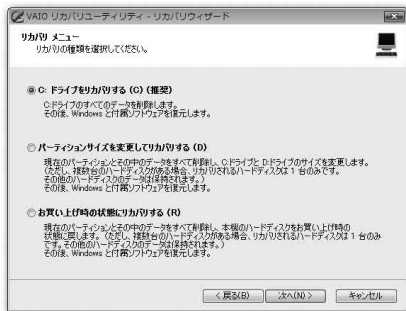 VAIO リカバリユーティリティ - リカバリウィザード
リカバリ メニュー
リカバリの種類を選択してください。
C: ドライブをリカバリする (C) (推奨)
C:ドライブのすべてのデータを削除します。
その後、Windows と付属ソフトウェアを復元します。
パーティションサイズを変更してリカバリする (D)
現在のパーティションとその中のデータをすべて削除し、C:ドライブと D:ドライブのサイズを変更します。
(ただし、複数台のハードディスクがある場合、リカバリされるハードディスクは 1 台のみです。
その他のハードディスクのデータは保持されます。)
その後、Windows と付属ソフトウェアを復元します。
お買い上げ時の状態にリカバリする (R)
現在のパーティションとその中のデータをすべて削除し、本機のハードディスクをお買い上げ時の
状態に戻します。(ただし、複数台のハードディスクがある場合、リカバリされるハードディスクは 1 台のみ
です。その他のハードディスクのデータは保持されます。)
その後、Windows と付属ソフトウェアを復元します。
< 戻る(B)
次へ(N) >
キャンセル